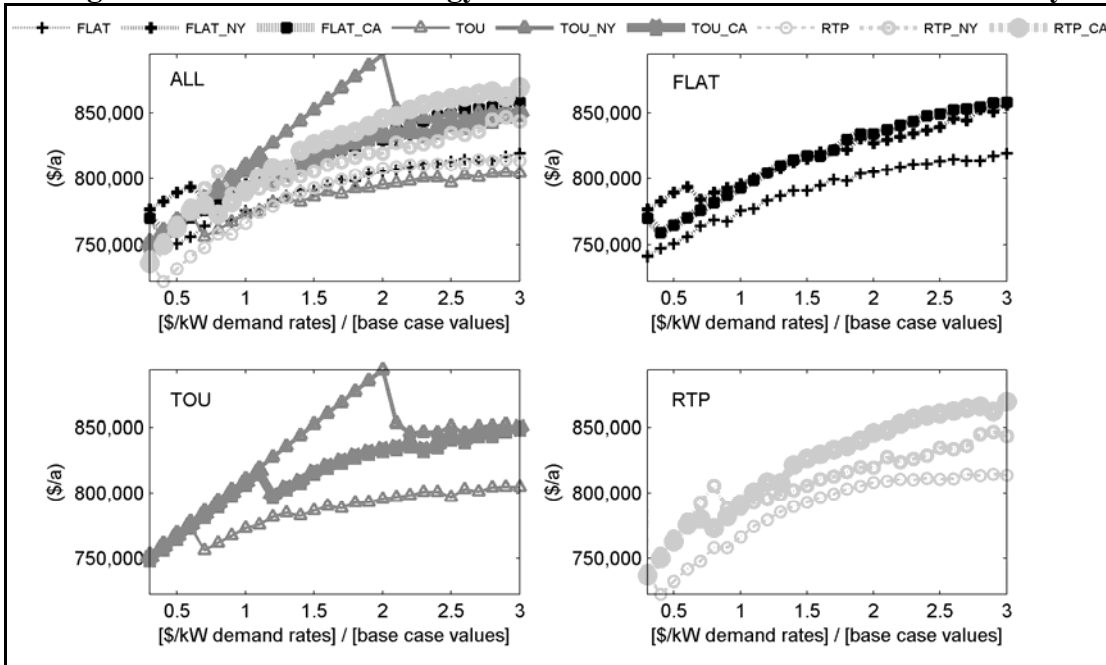 FLAT FLAT_NY FLAT_CA TOU TOU_NY TOU_CA RTP RTP_NY RTP_CA
ALL
850,000
800,000
750,000
($/a)
0.5 1 1.5 2 2.5 3
[$/kW demand rates] / [base case values]
FLAT
850,000
800,000
750,000
($/a)
0.5 1 1.5 2 2.5 3
[$/kW demand rates] / [base case values]
TOU
850,000
800,000
750,000
($/a)
0.5 1 1.5 2 2.5 3
[$/kW demand rates] / [base case values]
RTP
850,000
800,000
750,000
($/a)
0.5 1 1.5 2 2.5 3
[$/kW demand rates] / [base case values]